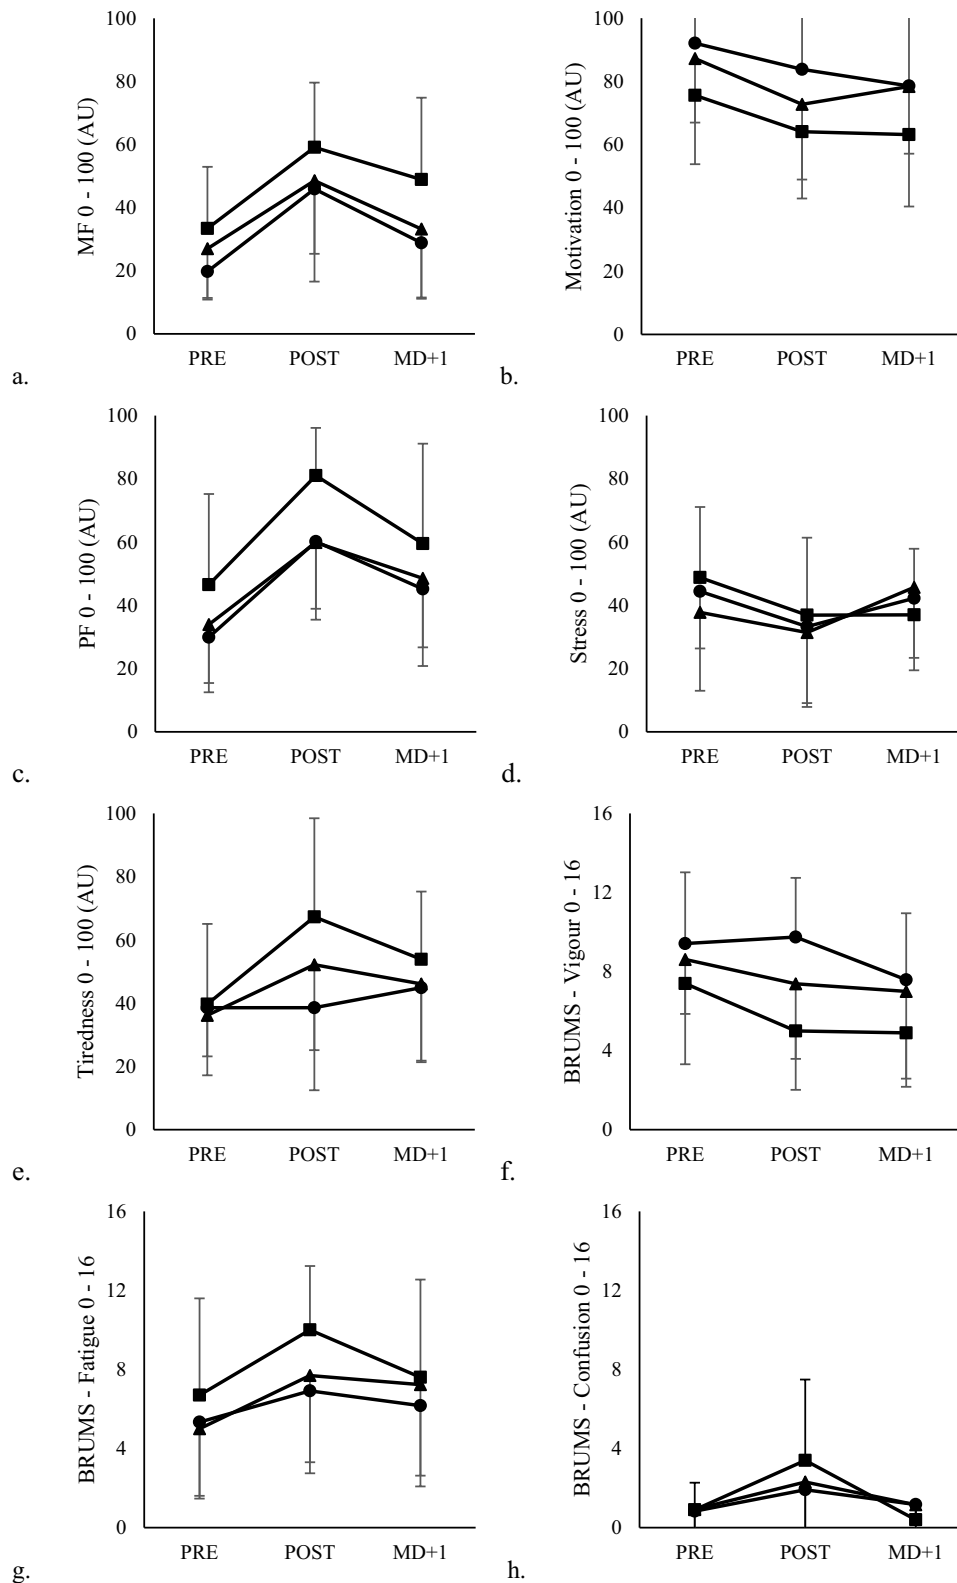 100
80
60
40
20
0
MF 0 - 100 (AU)
PRE POST MD+1
a.
100
80
60
40
20
0
Motivation 0 - 100 (AU)
PRE POST MD+1
b.
100
80
60
40
20
0
PF 0 - 100 (AU)
PRE POST MD+1
c.
100
80
60
40
20
0
Stress 0 - 100 (AU)
PRE POST MD+1
d.
100
80
60
40
20
0
Tiredness 0 - 100 (AU)
PRE POST MD+1
e.
16
12
8
4
0
BRUMS - Vigour 0 - 16
PRE POST MD+1
f.
16
12
8
4
0
BRUMS - Fatigue 0 - 16
PRE POST MD+1
g.
16
12
8
4
0
BRUMS - Confusion 0 - 16
PRE POST MD+1
h.